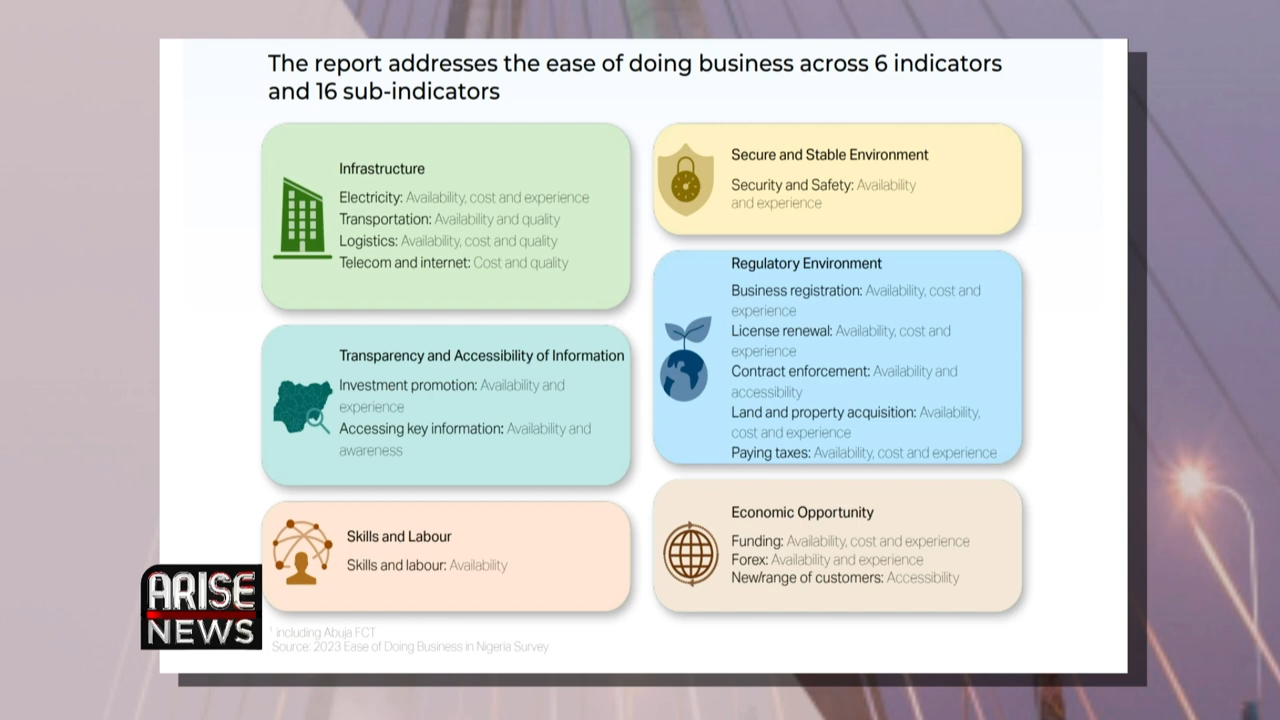 The report addresses the ease of doing business across 6 indicators
and 16 sub-indicators
Infrastructure
Electricity: Availability, cost and experience
Transportation: Availability and quality
Logistics: Availability, cost and quality
Telecom and internet: Cost and quality
Transparency and Accessibility of Information
Investment promotion: Availability and
experience
Accessing key information: Availability and
awareness
Skills and Labour
Skills and labour: Availability
Secure and Stable Environment
Security and Safety: Availability
and experience
Regulatory Environment
Business registration: Availability, cost and
experience
License renewal: Availability, cost and
experience
Contract enforcement: Availability and
accessibility
Land and property acquisition: Availability,
cost and experience
Paying taxes: Availability, cost and experience
Economic Opportunity
Funding: Availability, cost and experience
Forex: Availability and experience
New/range of customers: Accessibility
ARISE
NEWS
¹ including Abuja FCT
Source: 2023 Ease of Doing Business in Nigeria Survey